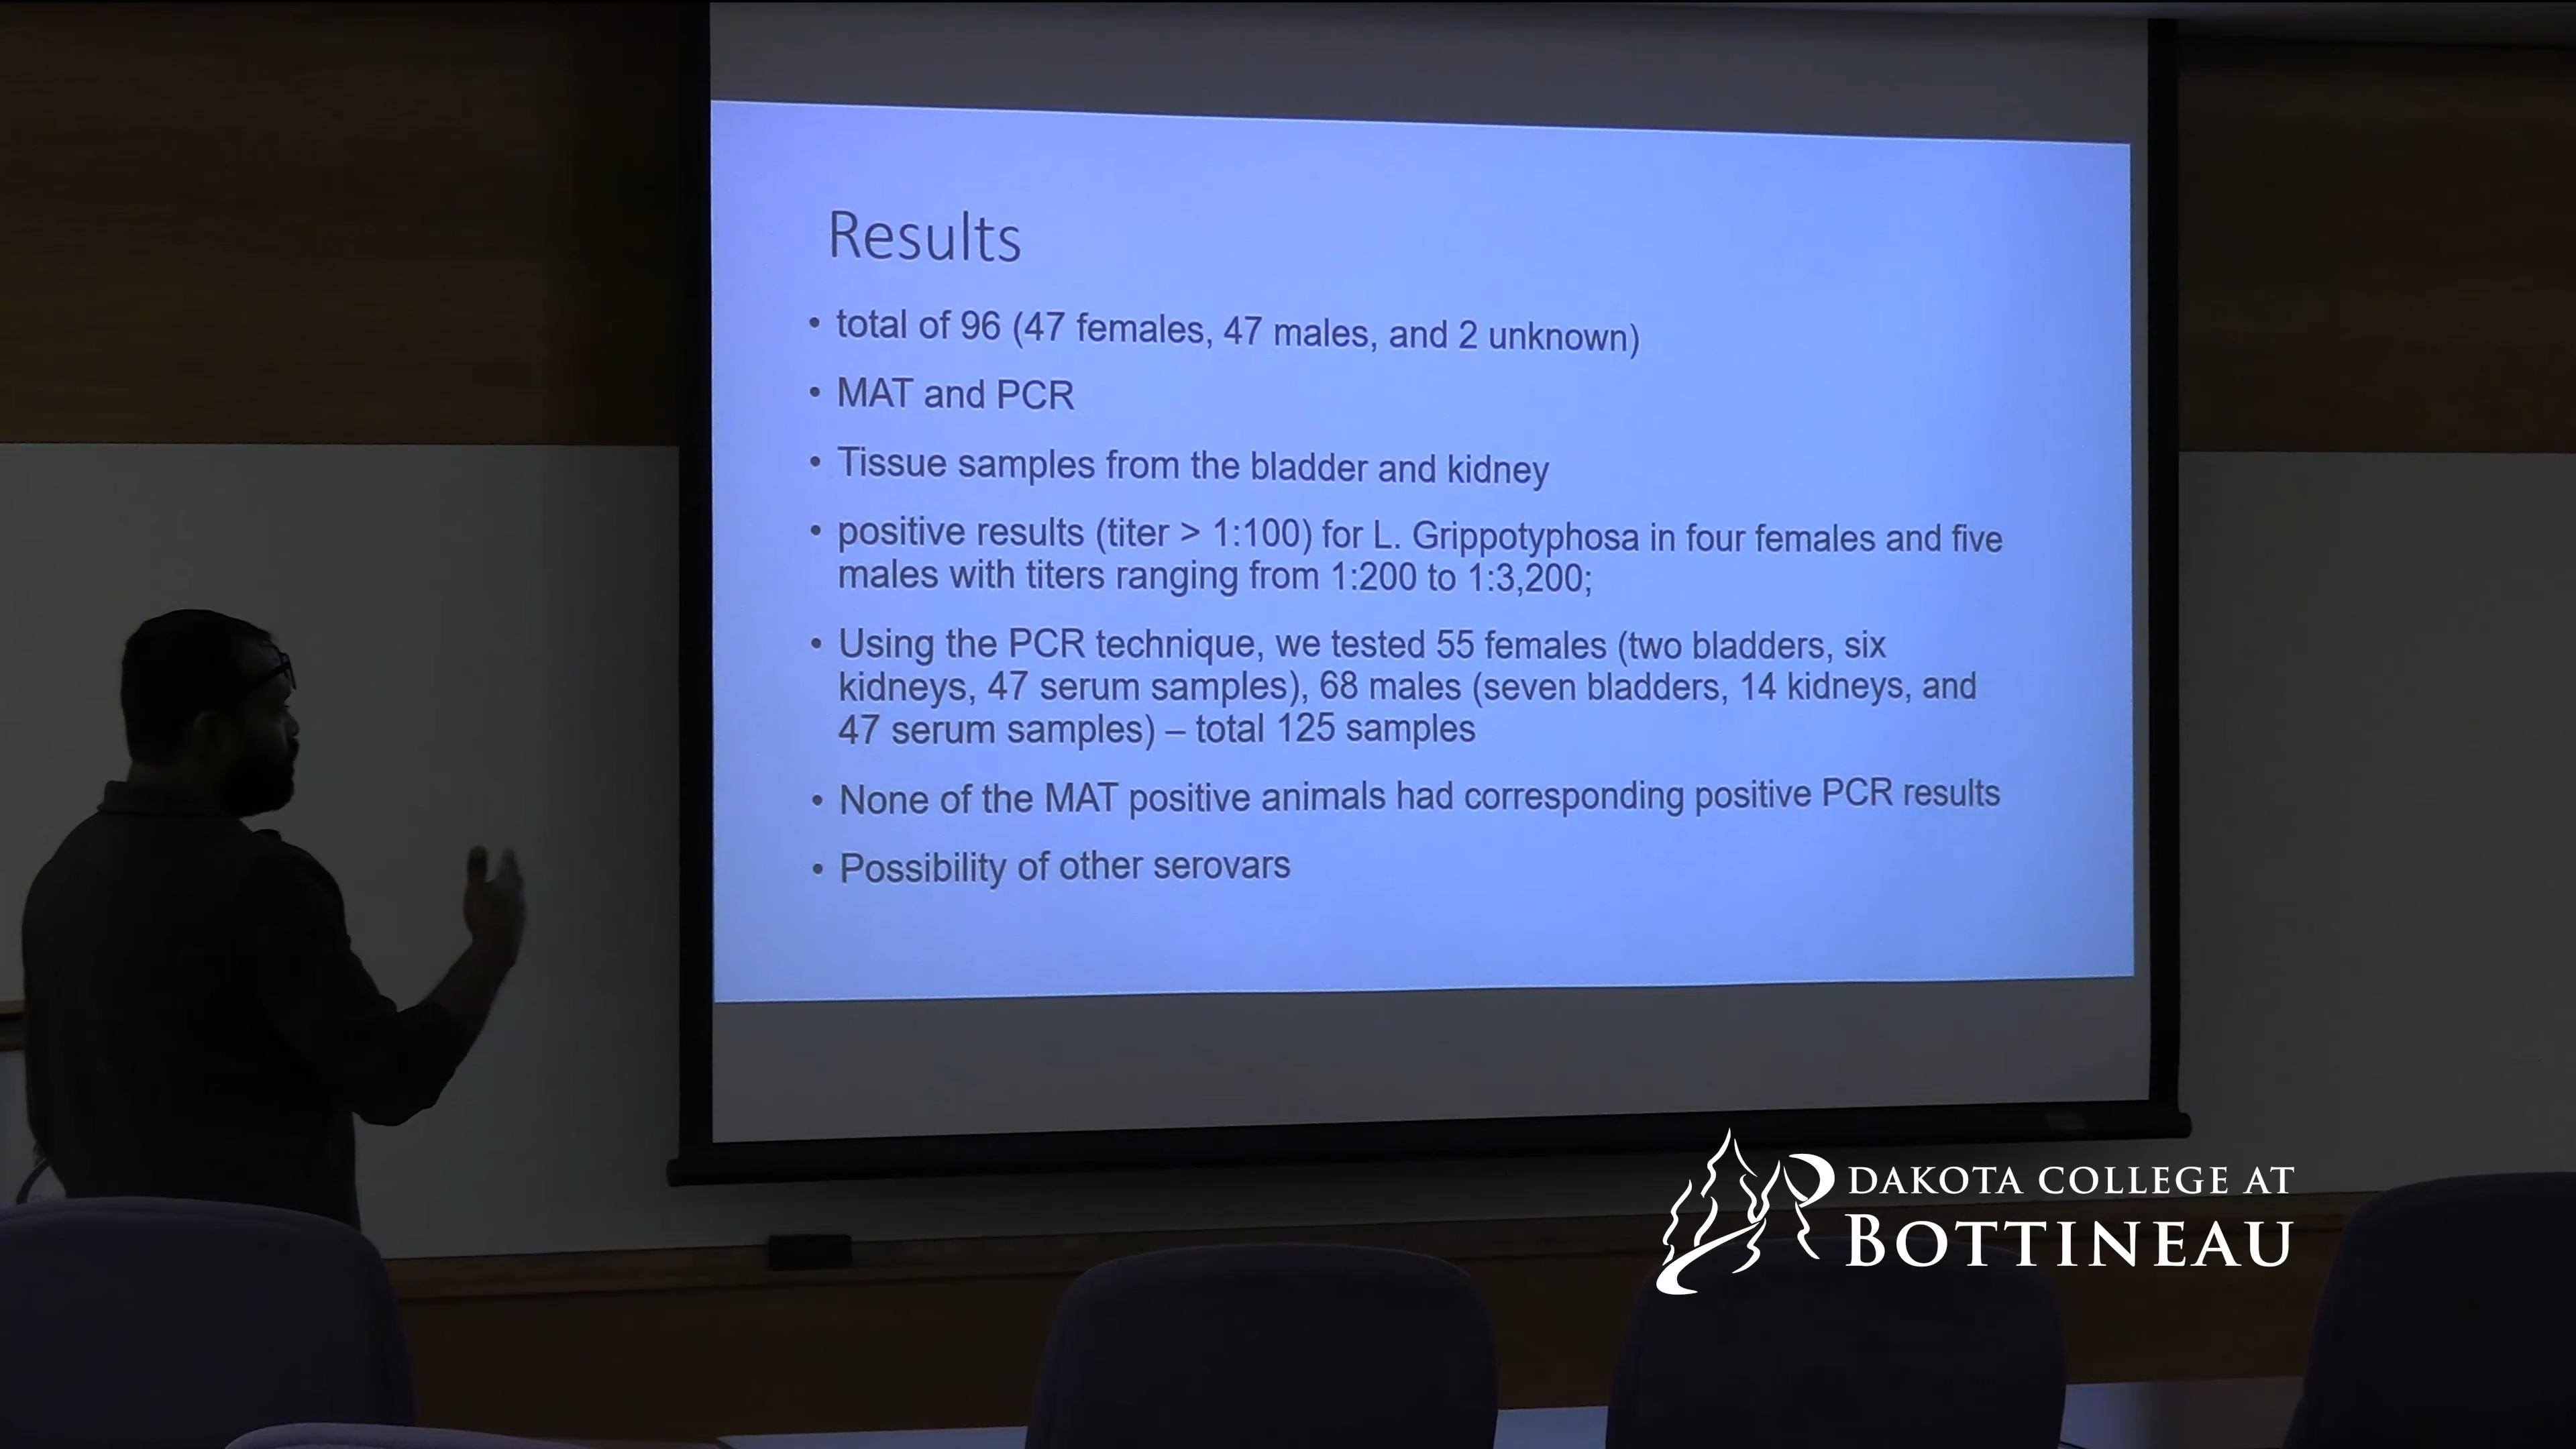 Results
• total of 96 (47 females, 47 males, and 2 unknown)
• MAT and PCR
• Tissue samples from the bladder and kidney
• positive results (titer > 1:100) for L. Grippotyphosa in four females and five
males with titers ranging from 1:200 to 1:3,200;
• Using the PCR technique, we tested 55 females (two bladders, six
kidneys, 47 serum samples), 68 males (seven bladders, 14 kidneys, and
47 serum samples) – total 125 samples
• None of the MAT positive animals had corresponding positive PCR results
• Possibility of other serovars
DAKOTA COLLEGE AT
BOTTINEAU